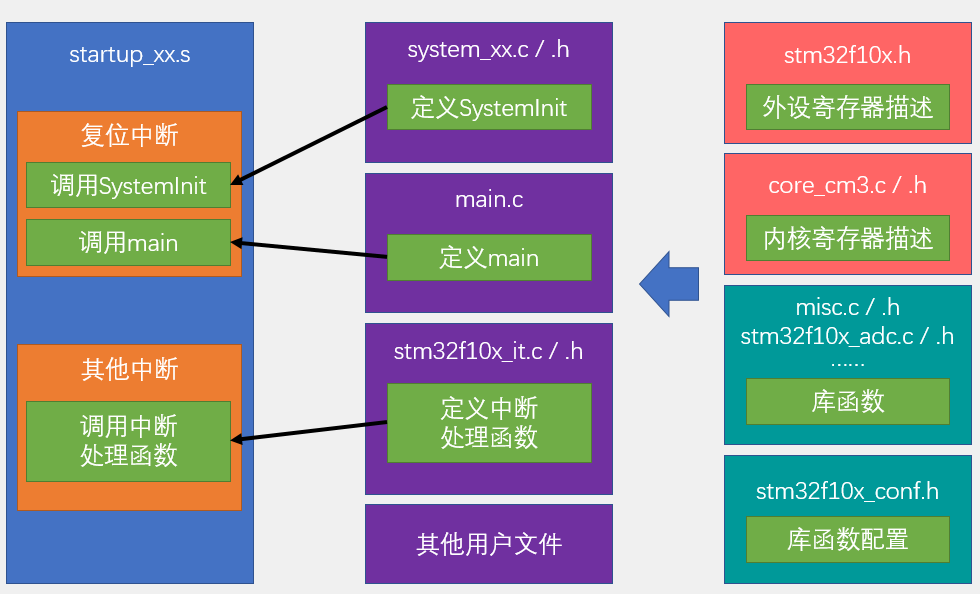 startup_xx.s
复位中断
调用SystemInit
调用main
其他中断
调用中断
处理函数
system_xx.c / .h
定义SystemInit
main.c
定义main
stm32f10x_it.c / .h
定义中断
处理函数
其他用户文件
stm32f10x.h
外设寄存器描述
core_cm3.c / .h
内核寄存器描述
misc.c / .h
stm32f10x_adc.c / .h
……
库函数
stm32f10x_conf.h
库函数配置